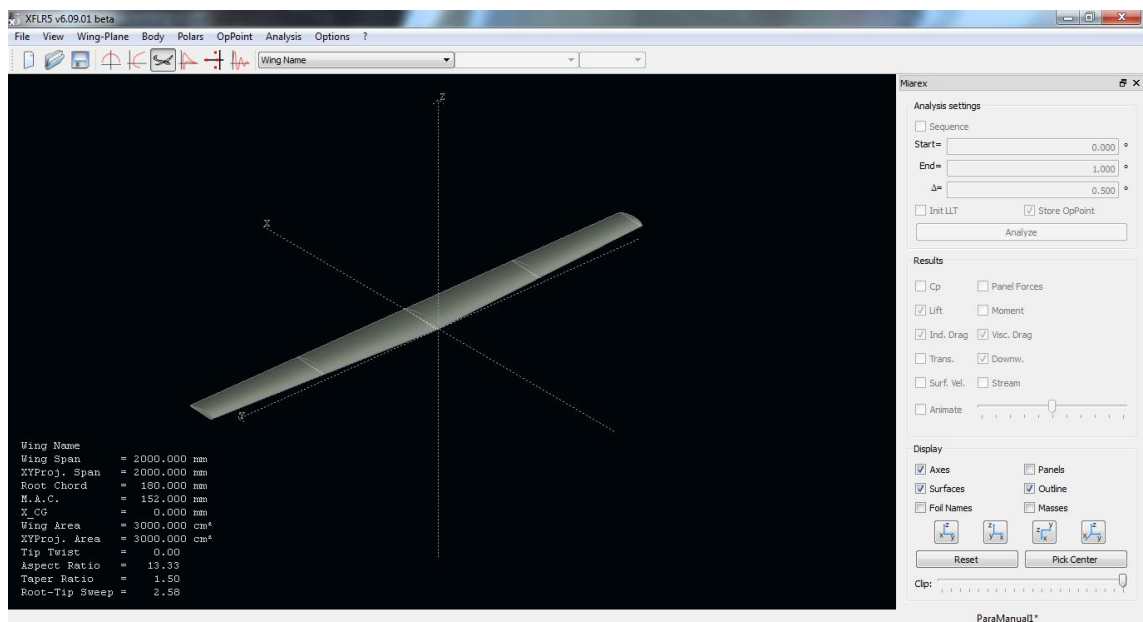 XFLR5 v6.09.01 beta
File View Wing-Plane Body Polars OpPoint Analysis Options ?
Wing Name
Miarex
Analysis settings
Sequence
Start= 0.000 °
End= 1.000 °
Δ= 0.500 °
Init LLT Store OpPoint
Analyze
Results
Cp Panel Forces
Lift Moment
Ind. Drag Visc. Drag
Trans. Downw.
Surf. Vel. Stream
Animate
Display
Axes Panels
Surfaces Outline
Foil Names Masses
Reset Pick Center
Clip:
Z
X
Wing Name
Wing Span = 2000.000 mm
XYProj. Span = 2000.000 mm
Root Chord = 180.000 mm
M.A.C. = 152.000 mm
X_CG = 0.000 mm
Wing Area = 3000.000 cm²
XYProj. Area = 3000.000 cm²
Tip Twist = 0.00
Aspect Ratio = 13.33
Taper Ratio = 1.50
Root-Tip Sweep = 2.58
ParaManual1*